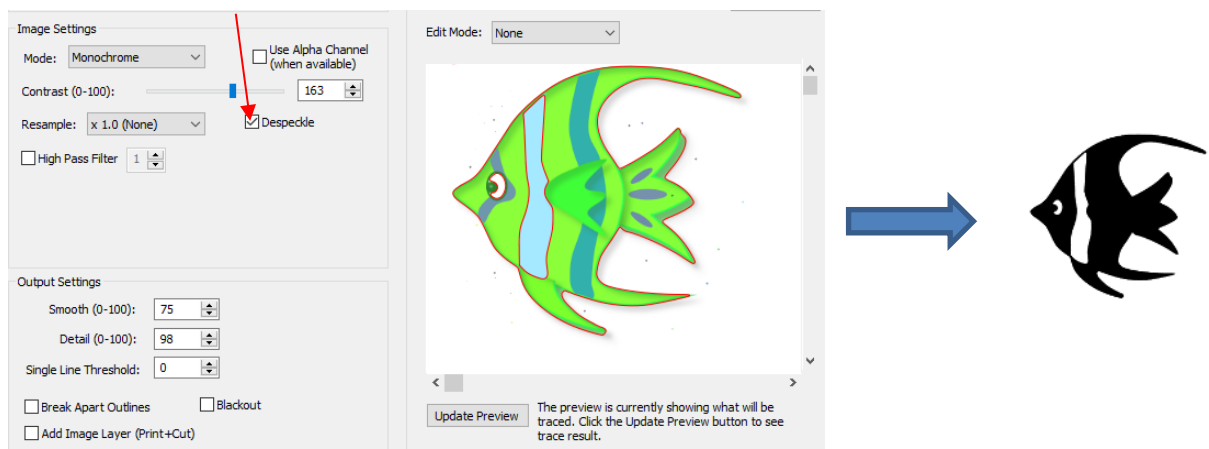 Image Settings
Mode: Monochrome
Use Alpha Channel
(when available)
Contrast (0-100): 163
Resample: x 1.0 (None)
Despeckle
High Pass Filter 1
Output Settings
Smooth (0-100): 75
Detail (0-100): 98
Single Line Threshold: 0
Break Apart Outlines
Blackout
Add Image Layer (Print+Cut)
Edit Mode: None
Update Preview
The preview is currently showing what will be
traced. Click the Update Preview button to see
trace result.